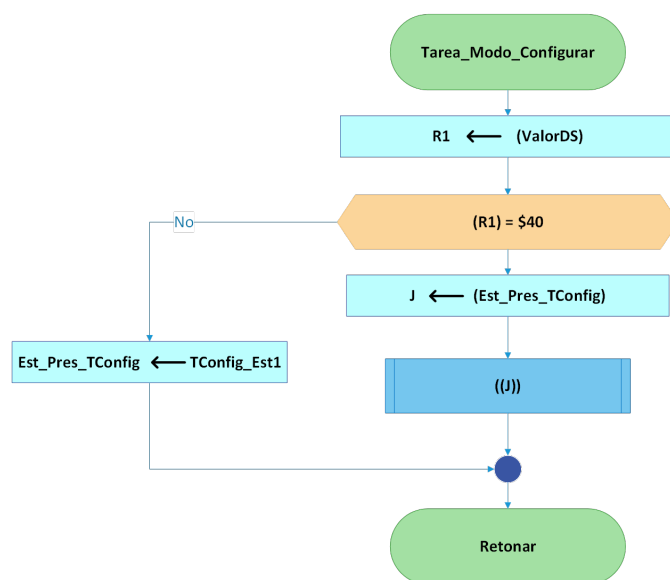 Tarea_Modo_Configurar
R1 ← (ValorDS)
No
(R1) = $40
J ← (Est_Pres_TConfig)
Est_Pres_TConfig ← TConfig_Est1
((J))
Retonar